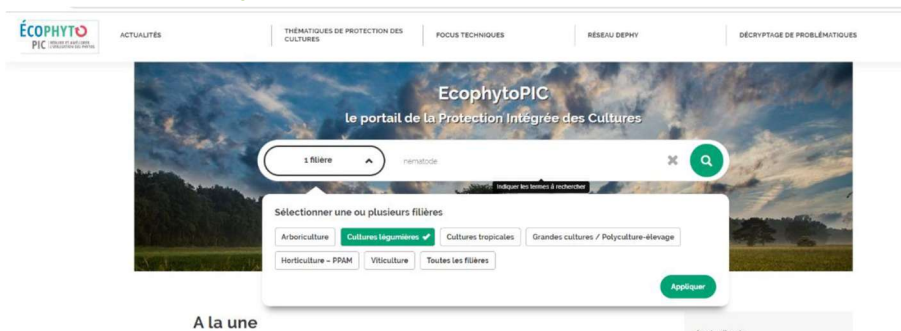 ÉCOPHYTO
PIC
ACTUALITÉS
THÉMATIQUES DE PROTECTION DES
CULTURES
FOCUS TECHNIQUES
RÉSEAU DEPHY
DÉCRYPTAGE DE PROBLÉMATIQUES
EcophytoPIC
le portail de la Protection Intégrée des Cultures
1 filière
nematode
Indiquer les termes à rechercher
Sélectionner une ou plusieurs filières
Arboriculture
Cultures légumières
Cultures tropicales
Grandes cultures / Polyculture-élevage
Horticulture – PPAM
Viticulture
Toutes les filières
Appliquer
A la une